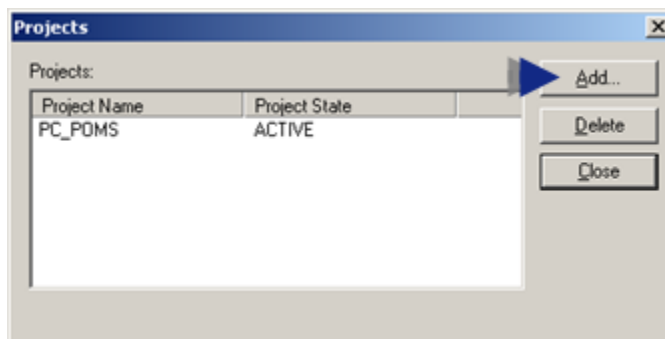 Projects
Projects:
Add...
Project Name Project State
PC_POMS ACTIVE
Delete
Close